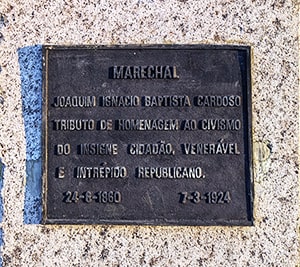 MARECHAL
JOAQUIM IGNACIO BAPTISTA CARDOSO
TRIBUTO DE HOMENAGEM AO CIVISMO
DO INSIGNE CIDADÃO, VENERÁVEL
E INTRÉPIDO REPUBLICANO.
24-6-1860 7-3-1924